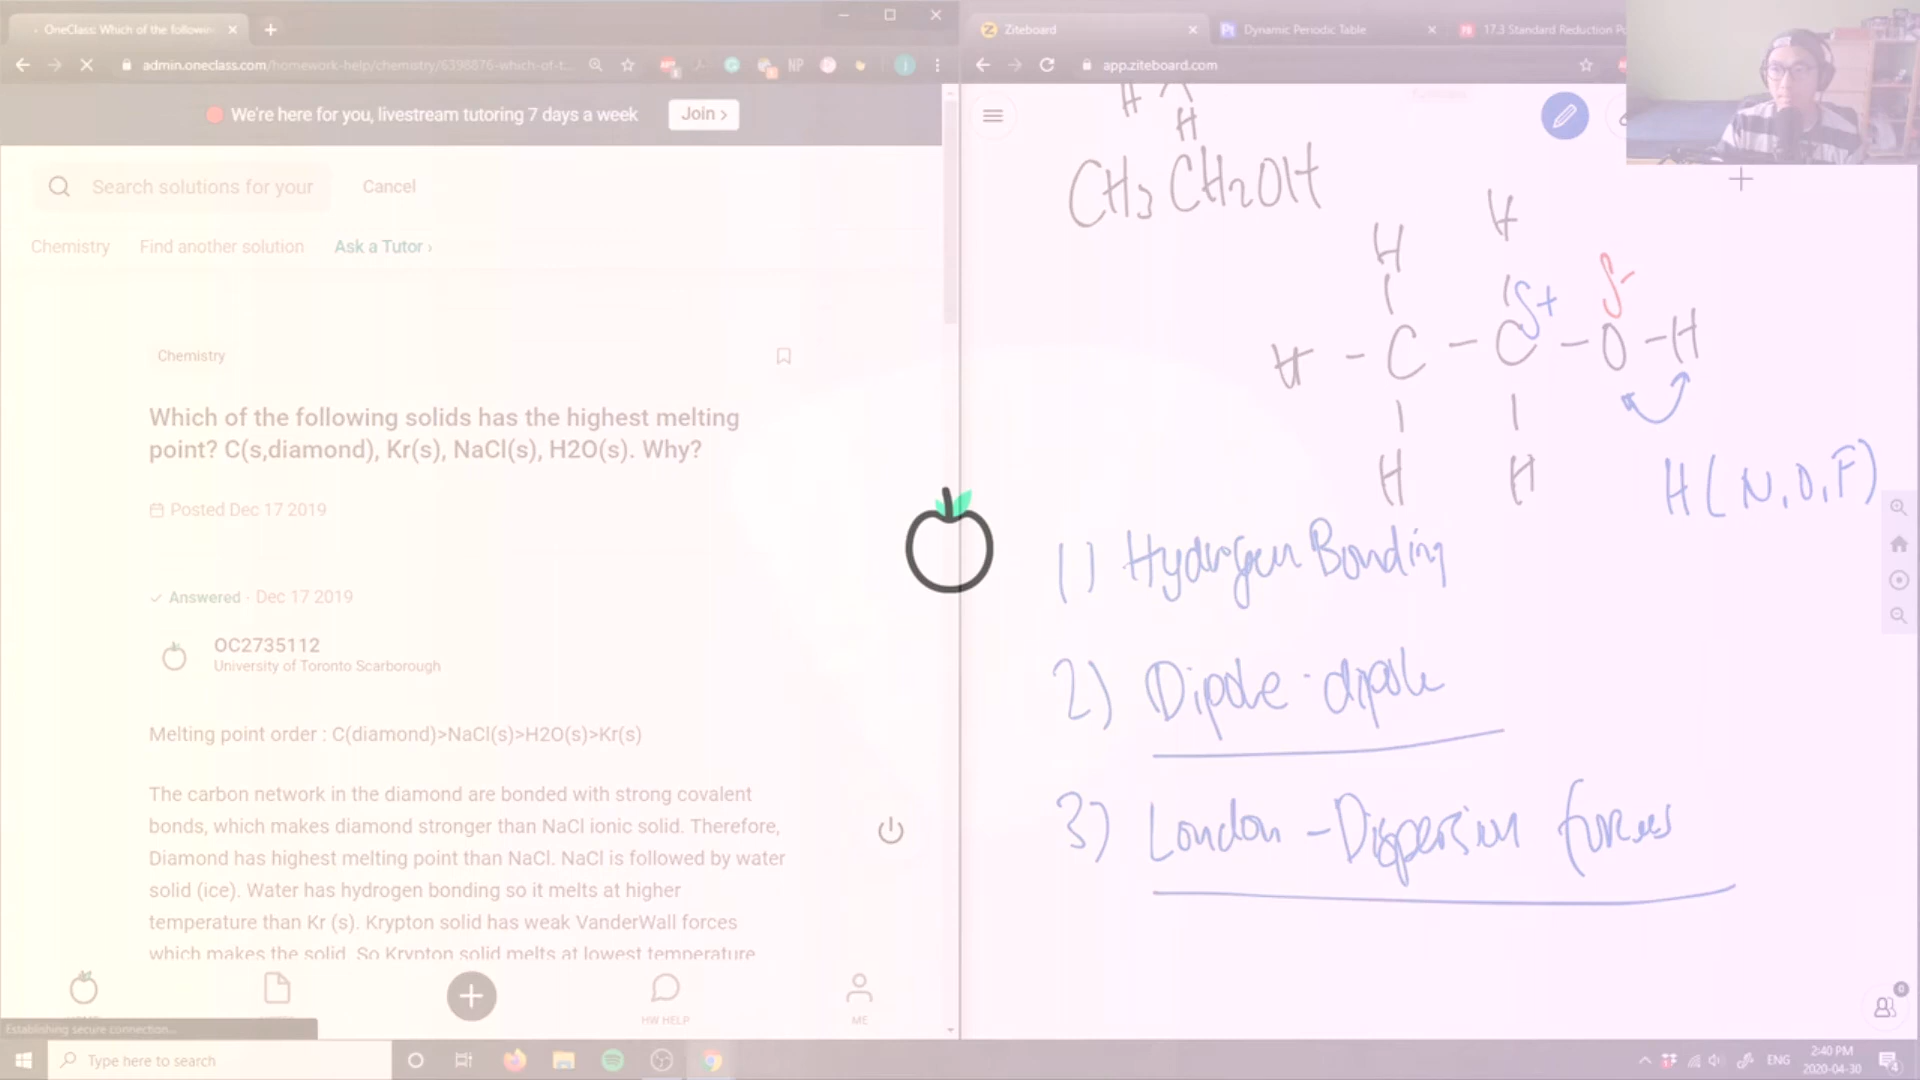 OneClass: Which of the followin
Ziteboard
Dynamic Periodic Table
17.3 Standard Reduction Po
admin.oneclass.com/homework-help/chemistry/6398876-which-of-t...
NP
app.ziteboard.com
We're here for you, livestream tutoring 7 days a week
Join >
Search solutions for your
Cancel
Chemistry
Find another solution
Ask a Tutor ›
Chemistry
Which of the following solids has the highest melting
point? C(s,diamond), Kr(s), NaCl(s), H2O(s). Why?
Posted Dec 17 2019
Answered · Dec 17 2019
OC2735112
University of Toronto Scarborough
Melting point order : C(diamond)>NaCl(s)>H2O(s)>Kr(s)
The carbon network in the diamond are bonded with strong covalent
bonds, which makes diamond stronger than NaCl ionic solid. Therefore,
Diamond has highest melting point than NaCl. NaCl is followed by water
solid (ice). Water has hydrogen bonding so it melts at higher
temperature than Kr (s). Krypton solid has weak VanderWall forces
which makes the solid. So Krypton solid melts at lowest temperature
HW HELP
ME
Establishing secure connection...
H
H
CH3CH2OH
H
H
δ+
δ-
H - C - C - O - H
H
H
H (N,O,F)
1) Hydrogen Bonding
2) Dipole-dipole
3) London-Dispersion forces
0
Type here to search
ENG
2:40 PM
2020-04-30
4